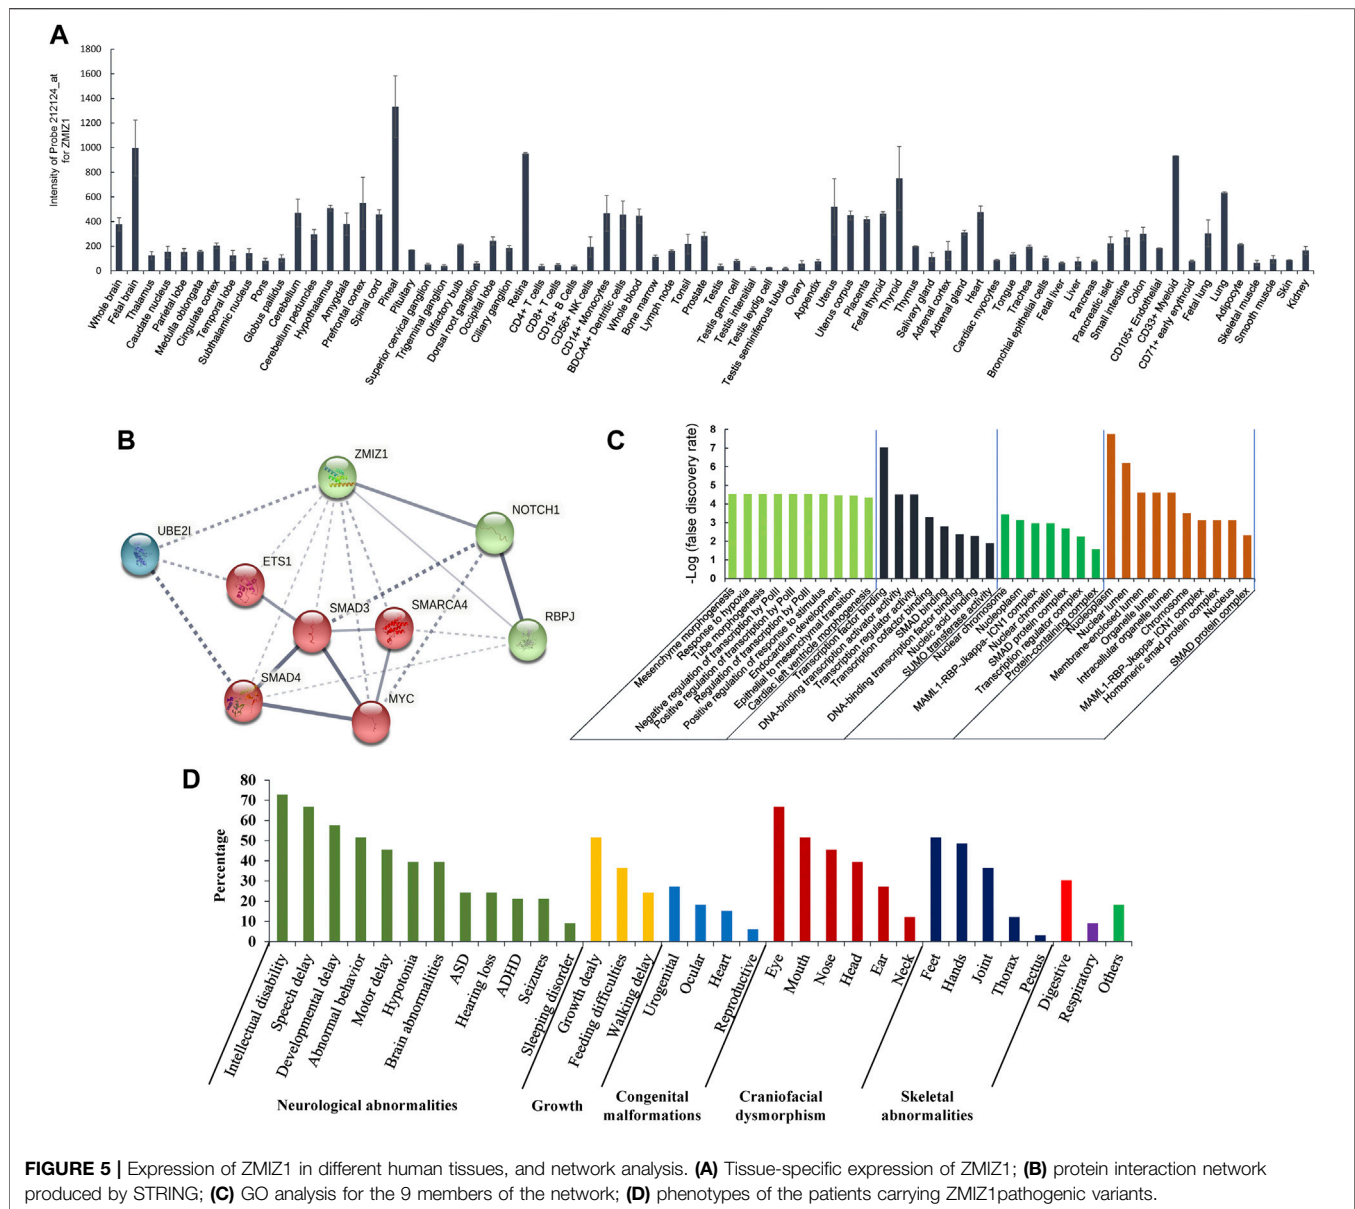 A
1800
1600
1400
1200
1000
800
600
400
200
0
Intensity of Probe 212124_at
for ZMIZ1
Whole brain
Fetal brain
Thalamus
Caudate nucleus
Parietal lobe
Medulla oblongata
Cingulate cortex
Temporal lobe
Subthalamic nucleus
Pons
Globus pallidus
Cerebellum
Cerebellum peduncles
Hypothalamus
Amygdala
Prefrontal cortex
Spinal cord
Pineal
Pituitary
Superior cervical ganglion
Trigeminal ganglion
Olfactory bulb
Dorsal root ganglion
Occipital lobe
Ciliary ganglion
Retina
CD4+ T cells
CD8+ T cells
CD19+ B Cells
CD56+ NK cells
CD14+ Monocytes
BDCA4+ Dentritic cells
Whole blood
Bone marrow
Lymph node
Tonsil
Prostate
Testis
Testis germ cell
Testis interstitial
Testis leydig cell
Testis seminiferous tubule
Ovary
Appendix
Uterus
Uterus corpus
Placenta
Fetal thyroid
Thyroid
Thymus
Salivary gland
Adrenal cortex
Adrenal gland
Heart
Cardiac myocytes
Tongue
Trachea
Bronchial epithelial cells
Fetal liver
Liver
Pancreas
Pancreatic islet
Small intestine
Colon
CD105+ Endothelial
CD33+ Myeloid
CD71+ early erythroid
Fetal lung
Lung
Adipocyte
Skeletal muscle
Smooth muscle
Skin
Kidney
B
ZMIZ1
NOTCH1
UBE2I
ETS1
SMAD3
SMARCA4
RBPJ
SMAD4
MYC
C
8
7
6
5
4
3
2
1
0
-Log (false discovery rate)
Mesenchyme morphogenesis
Response to hypoxia
Tube morphogenesis
Negative regulation of transcription by PolII
Positive regulation of transcription by PolII
Regulation of transcription by PolII
Positive regulation of response to stimulus
Endocardium development
Epithelial to mesenchymal transition
Cardiac left ventricle morphogenesis
Transcription factor binding
DNA-binding transcription activator activity
Transcription regulator activity
Transcription cofactor binding
SMAD binding
DNA-binding transcription factor binding
Nucleic acid binding
SUMO transferase activity
Nuclear chromosome
Nucleoplasm
MAML1-RBP-Jkappa- ICN1 complex
Nuclear chromatin
SMAD protein complex
Transcription regulator complex
Protein-containing complex
Nucleoplasm
Nuclear lumen
Membrane-enclosed lumen
Organelle lumen
Intracellular organelle lumen
Chromosome
MAML1-RBP-Jkappa- ICN1 complex
Homomeric smad protein complex
Nucleus
SMAD protein complex
D
80
70
60
50
40
30
20
10
0
Percentage
Intellectual disability
Speech delay
Developmental delay
Abnormal behavior
Motor delay
Hypotonia
Brain abnormalities
ASD
Hearing loss
ADHD
Seizures
Sleeping disorder
Growth dealy
Feeding difficulties
Walking delay
Urogenital
Ocular
Heart
Reproductive
Eye
Mouth
Nose
Head
Ear
Neck
Feet
Hands
Joint
Thorax
Pectus
Digestive
Respiratory
Others
Neurological abnormalities
Growth
Congenital
malformations
Craniofacial
dysmorphism
Skeletal
abnormalities
FIGURE 5 | Expression of ZMIZ1 in different human tissues, and network analysis. (A) Tissue-specific expression of ZMIZ1; (B) protein interaction network
produced by STRING; (C) GO analysis for the 9 members of the network; (D) phenotypes of the patients carrying ZMIZ1pathogenic variants.